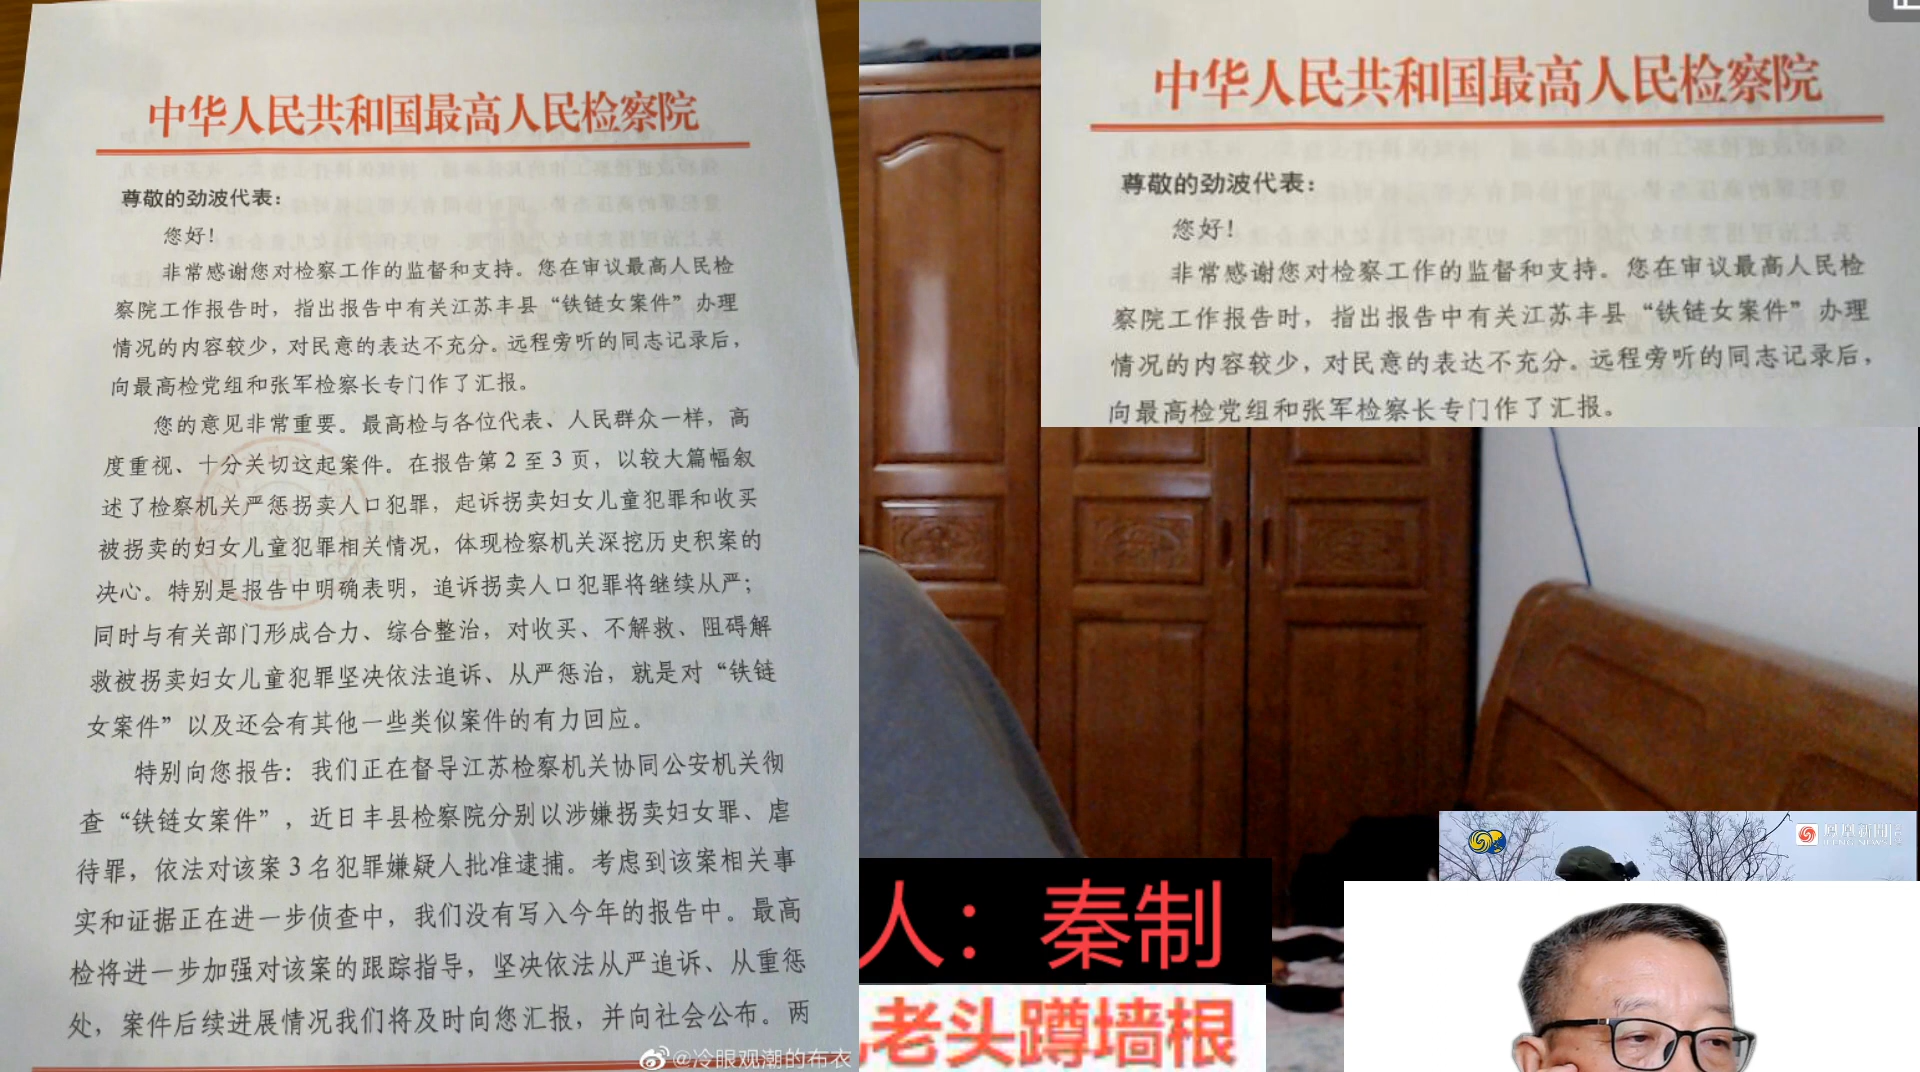 中华人民共和国最高人民检察院
尊敬的劲波代表：
您好！
非常感谢您对检察工作的监督和支持。您在审议最高人民检
察院工作报告时，指出报告中有关江苏丰县“铁链女案件”办理
情况的内容较少，对民意的表达不充分。远程旁听的同志记录后，
向最高检党组和张军检察长专门作了汇报。
您的意见非常重要。最高检与各位代表、人民群众一样，高
度重视、十分关切这起案件。在报告第2至3页，以较大篇幅叙
述了检察机关严惩拐卖人口犯罪，起诉拐卖妇女儿童犯罪和收买
被拐卖的妇女儿童犯罪相关情况，体现检察机关深挖历史积案的
决心。特别是报告中明确表明，追诉拐卖人口犯罪将继续从严；
同时与有关部门形成合力、综合整治，对收买、不解救、阻碍解
救被拐卖妇女儿童犯罪坚决依法追诉、从严惩治，就是对“铁链
女案件”以及还会有其他一些类似案件的有力回应。
特别向您报告：我们正在督导江苏检察机关协同公安机关彻
查“铁链女案件”，近日丰县检察院分别以涉嫌拐卖妇女罪、虐
待罪，依法对该案3名犯罪嫌疑人批准逮捕。考虑到该案相关事
实和证据正在进一步侦查中，我们没有写入今年的报告中。最高
检将进一步加强对该案的跟踪指导，坚决依法从严追诉、从重惩
处，案件后续进展情况我们将及时向您汇报，并向社会公布。两
@冷眼观潮的布衣
中华人民共和国最高人民检察院
尊敬的劲波代表：
您好！
非常感谢您对检察工作的监督和支持。您在审议最高人民检
察院工作报告时，指出报告中有关江苏丰县“铁链女案件”办理
情况的内容较少，对民意的表达不充分。远程旁听的同志记录后，
向最高检党组和张军检察长专门作了汇报。
鳳凰新聞
人：秦制
老头蹲墙根